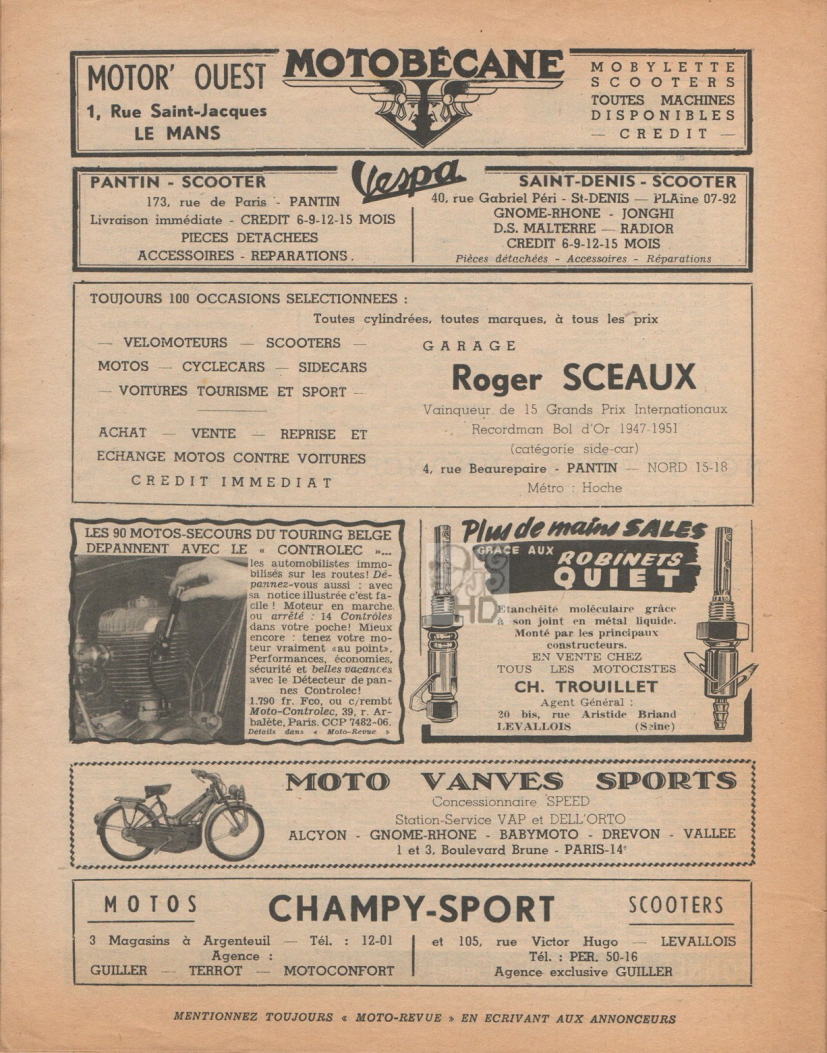 MOTOR' OUEST
1, Rue Saint-Jacques
LE MANS
MOTOBÉCANE
MOBYLETTE
SCOOTERS
TOUTES MACHINES
DISPONIBLES
— CREDIT —
Vespa
PANTIN - SCOOTER
173, rue de Paris - PANTIN
Livraison immédiate - CREDIT 6-9-12-15 MOIS
PIECES DETACHEES
ACCESSOIRES - REPARATIONS.
SAINT-DENIS - SCOOTER
40, rue Gabriel Péri - St-DENIS — PLAine 07-92
GNOME-RHONE - JONGHI
D.S. MALTERRE — RADIOR
CREDIT 6-9-12-15 MOIS
Pièces détachées - Accessoires - Réparations
TOUJOURS 100 OCCASIONS SELECTIONNEES :
Toutes cylindrées, toutes marques, à tous les prix
— VELOMOTEURS — SCOOTERS —
MOTOS — CYCLECARS — SIDECARS
— VOITURES TOURISME ET SPORT —
ACHAT — VENTE — REPRISE ET
ECHANGE MOTOS CONTRE VOITURES
CREDIT IMMEDIAT
GARAGE
Roger SCEAUX
Vainqueur de 15 Grands Prix Internationaux
Recordman Bol d'Or 1947-1951
(catégorie side-car)
4, rue Beaurepaire - PANTIN — NORD 15-18
Métro : Hoche
LES 90 MOTOS-SECOURS DU TOURING BELGE
DEPANNENT AVEC LE « CONTROLEC »...
les automobilistes immo-
bilisés sur les routes! Dé-
pannez-vous aussi : avec
sa notice illustrée c'est fa-
cile ! Moteur en marche
ou arrêté : 14 Contrôles
dans votre poche! Mieux
encore : tenez votre mo-
teur vraiment «au point».
Performances, économies,
sécurité et belles vacances
avec le Détecteur de pan-
nes Controlec!
1.790 fr. Fco, ou c/rembt
Moto-Controlec, 39, r. Ar-
balète, Paris. CCP 7482-06.
Détails dans « Moto-Revue »
Plus de mains SALES
GRACE AUX
ROBINETS
QUIET
Etanchéité moléculaire grâce
à son joint en métal liquide.
Monté par les principaux
constructeurs.
EN VENTE CHEZ
TOUS LES MOTOCISTES
CH. TROUILLET
Agent Général :
20 bis, rue Aristide Briand
LEVALLOIS (Seine)
MOTO VANVES SPORTS
Concessionnaire SPEED
Station-Service VAP et DELL'ORTO
ALCYON - GNOME-RHONE - BABYMOTO - DREVON - VALLEE
1 et 3, Boulevard Brune - PARIS-14e
MOTOS
CHAMPY-SPORT
SCOOTERS
3 Magasins à Argenteuil — Tél. : 12-01
Agence :
GUILLER — TERROT — MOTOCONFORT
et 105, rue Victor Hugo — LEVALLOIS
Tél. : PER. 50-16
Agence exclusive GUILLER
MENTIONNEZ TOUJOURS « MOTO-REVUE » EN ECRIVANT AUX ANNONCEURS